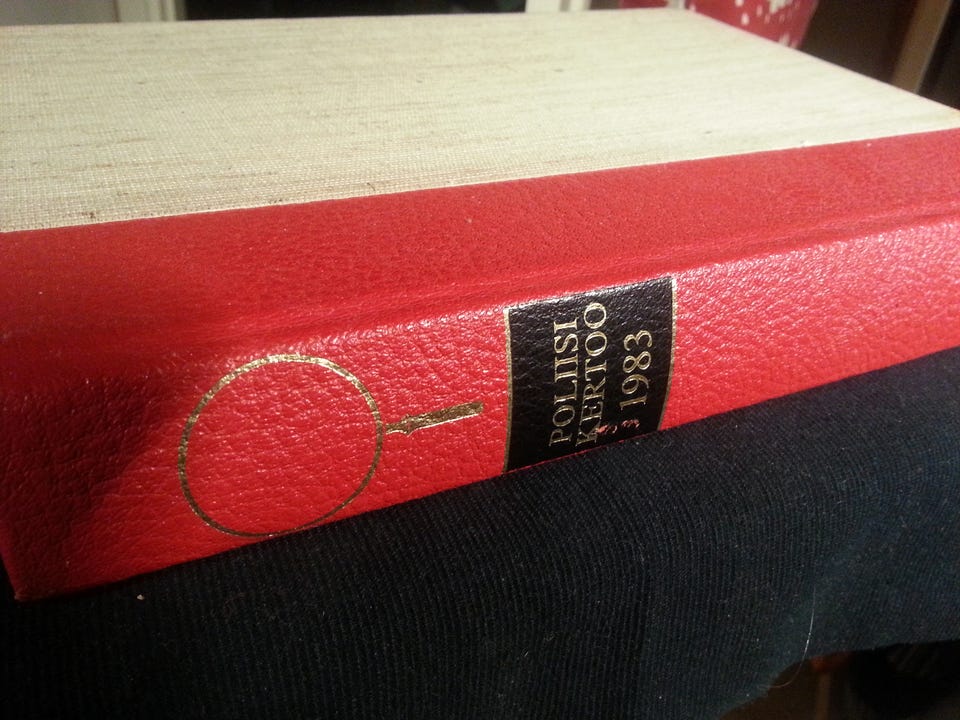 POLIISI
KERTOO
1983